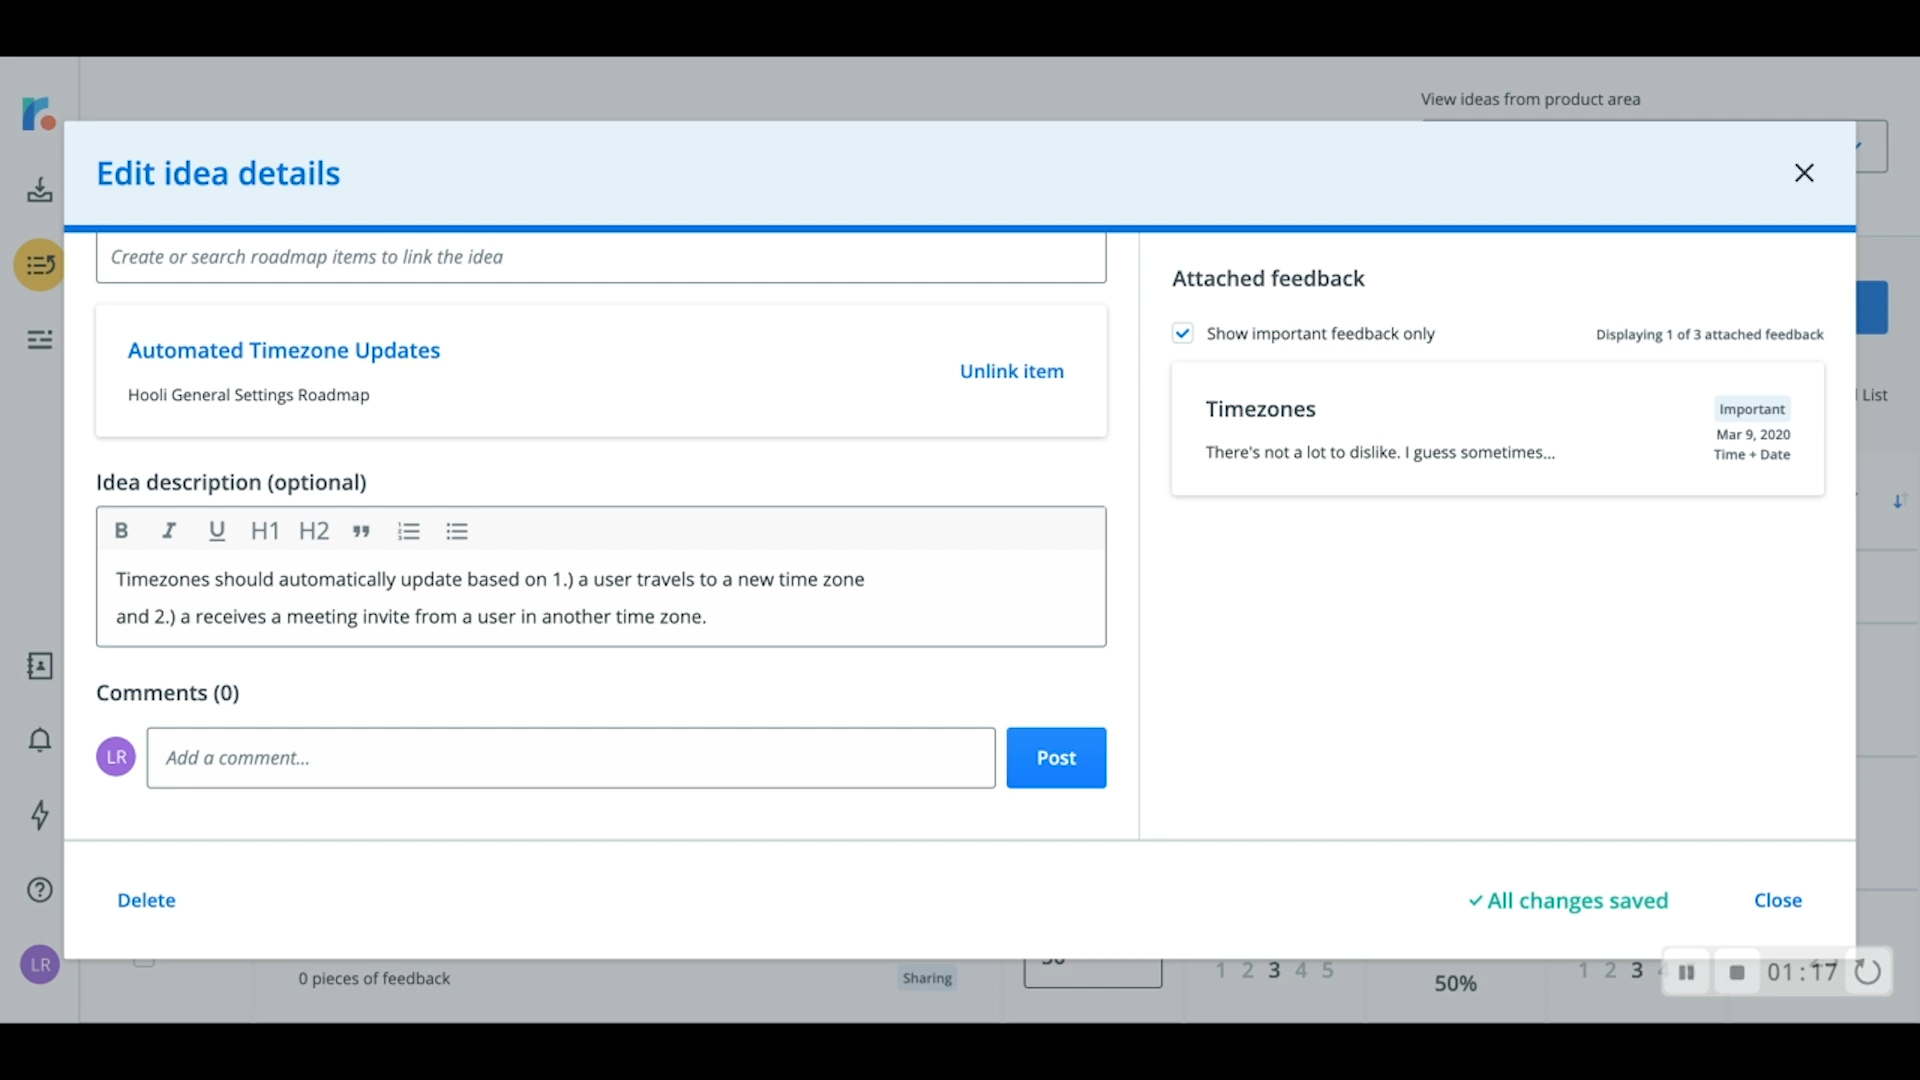 View ideas from product area
Edit idea details
Create or search roadmap items to link the idea
Automated Timezone Updates
Hooli General Settings Roadmap
Unlink item
Idea description (optional)
B I U H1 H2
Timezones should automatically update based on 1.) a user travels to a new time zone
and 2.) a receives a meeting invite from a user in another time zone.
Comments (0)
LR
Add a comment...
Post
Attached feedback
Show important feedback only
Displaying 1 of 3 attached feedback
Timezones
There's not a lot to dislike. I guess sometimes...
Important
Mar 9, 2020
Time + Date
List
Delete
All changes saved
Close
LR
0 pieces of feedback
Sharing
1 2 3 4 5
50%
1 2 3 4
01:17